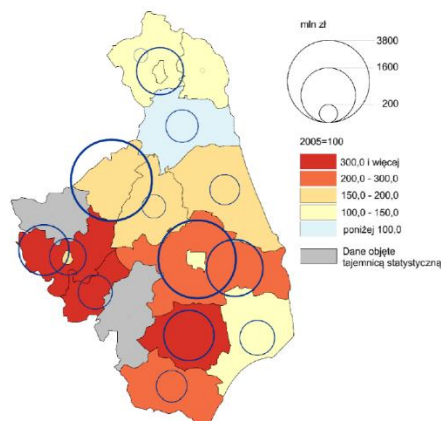 mln zł
3800
1600
200
2005=100
300,0 i więcej
200,0 - 300,0
150,0 - 200,0
100,0 - 150,0
poniżej 100,0
Dane objęte
tajemnicą statystyczną